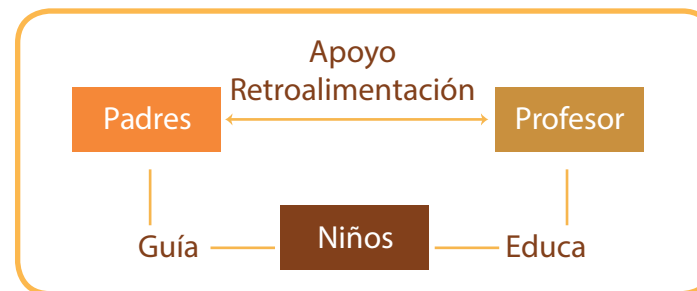 Apoyo
Retroalimentación
Padres
Profesor
Guía
Niños
Educa